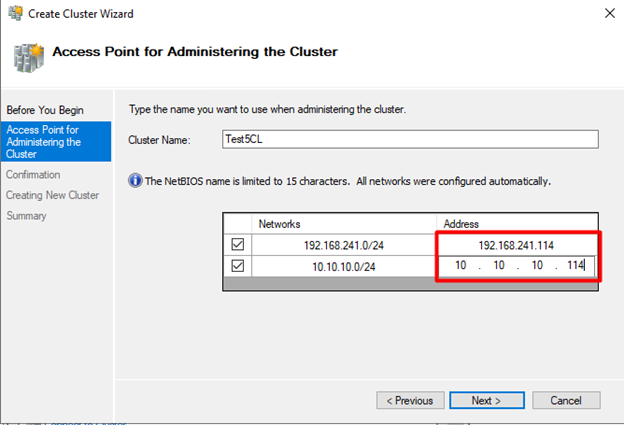 Create Cluster Wizard
Access Point for Administering the Cluster
Before You Begin
Access Point for
Administering the
Cluster
Confirmation
Creating New Cluster
Summary
Type the name you want to use when administering the cluster.
Cluster Name:
Test5CL
The NetBIOS name is limited to 15 characters. All networks were configured automatically.
Networks Address
192.168.241.0/24 192.168.241.114
10.10.10.0/24 10 . 10 . 10 . 114
< Previous Next > Cancel